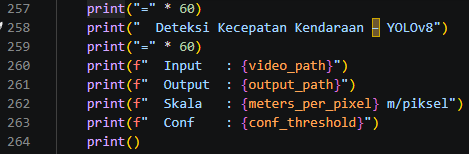 257 print("=" * 60)
258 print("  Deteksi Kecepatan Kendaraan – YOLOv8")
259 print("=" * 60)
260 print(f"  Input   : {video_path}")
261 print(f"  Output  : {output_path}")
262 print(f"  Skala   : {meters_per_pixel} m/piksel")
263 print(f"  Conf    : {conf_threshold}")
264 print()